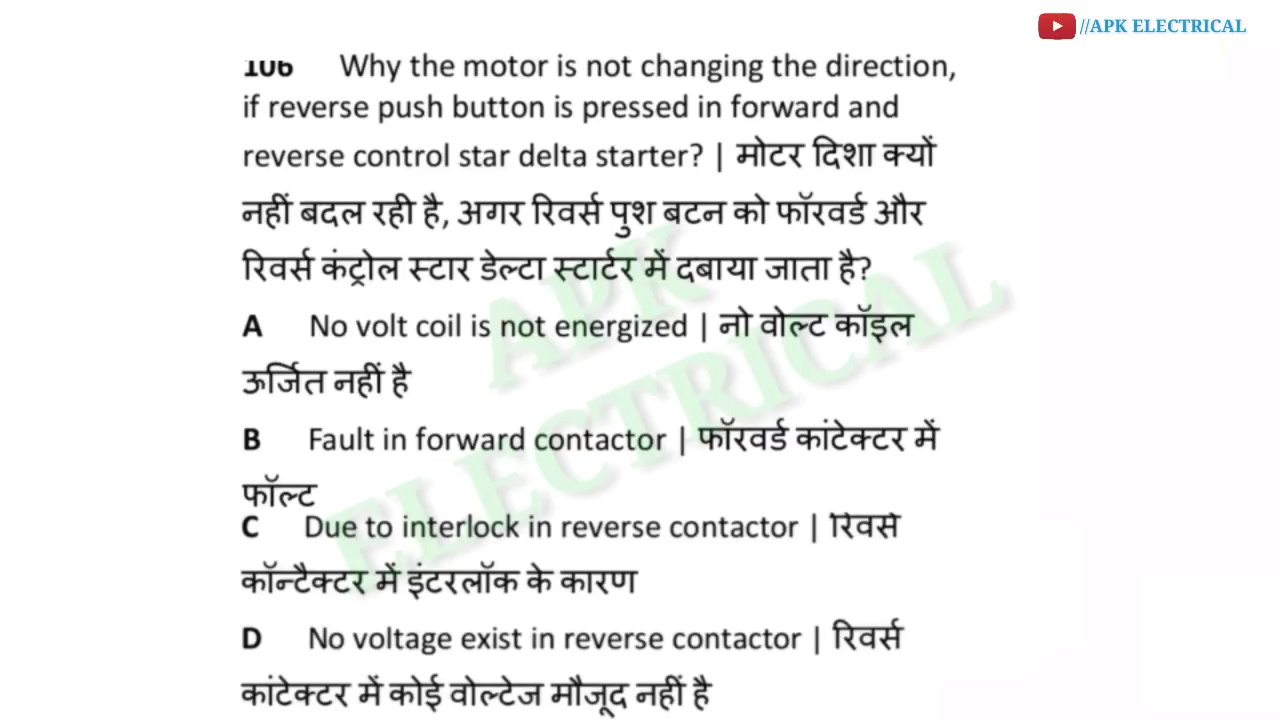 //APK ELECTRICAL
106 Why the motor is not changing the direction,
if reverse push button is pressed in forward and
reverse control star delta starter? | मोटर दिशा क्यों
नहीं बदल रही है, अगर रिवर्स पुश बटन को फॉरवर्ड और
रिवर्स कंट्रोल स्टार डेल्टा स्टार्टर में दबाया जाता है?
A No volt coil is not energized | नो वोल्ट कॉइल
ऊर्जित नहीं है
B Fault in forward contactor | फॉरवर्ड कांटेक्टर में
फॉल्ट
C Due to interlock in reverse contactor | रिवर्स
कॉन्टैक्टर में इंटरलॉक के कारण
D No voltage exist in reverse contactor | रिवर्स
कांटेक्टर में कोई वोल्टेज मौजूद नहीं है
APK
ELECTRICAL